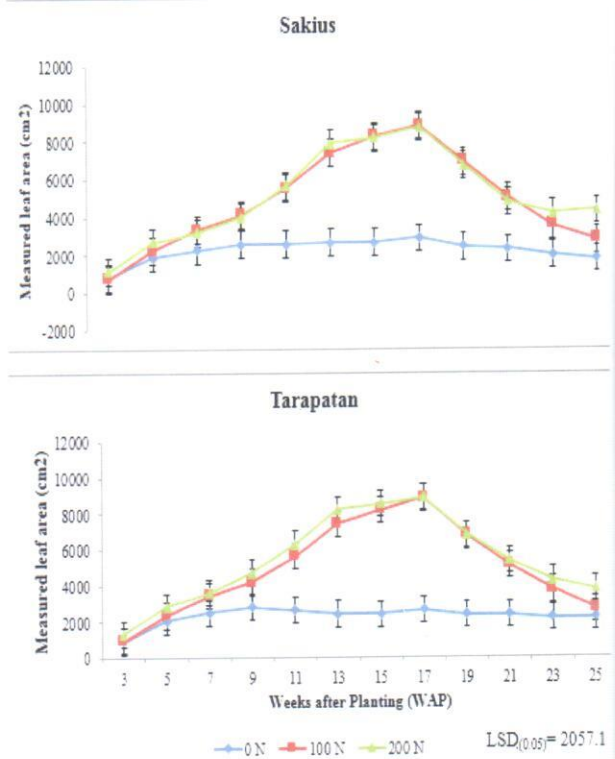 Sakius
Measured leaf area (cm2)
12000
10000
8000
6000
4000
2000
0
-2000
Tarapatan
Measured leaf area (cm2)
12000
10000
8000
6000
4000
2000
0
3 5 7 9 11 13 15 17 19 21 23 25
Weeks after Planting (WAP)
0 N 100 N 200 N
LSD(0.05)= 2057.1